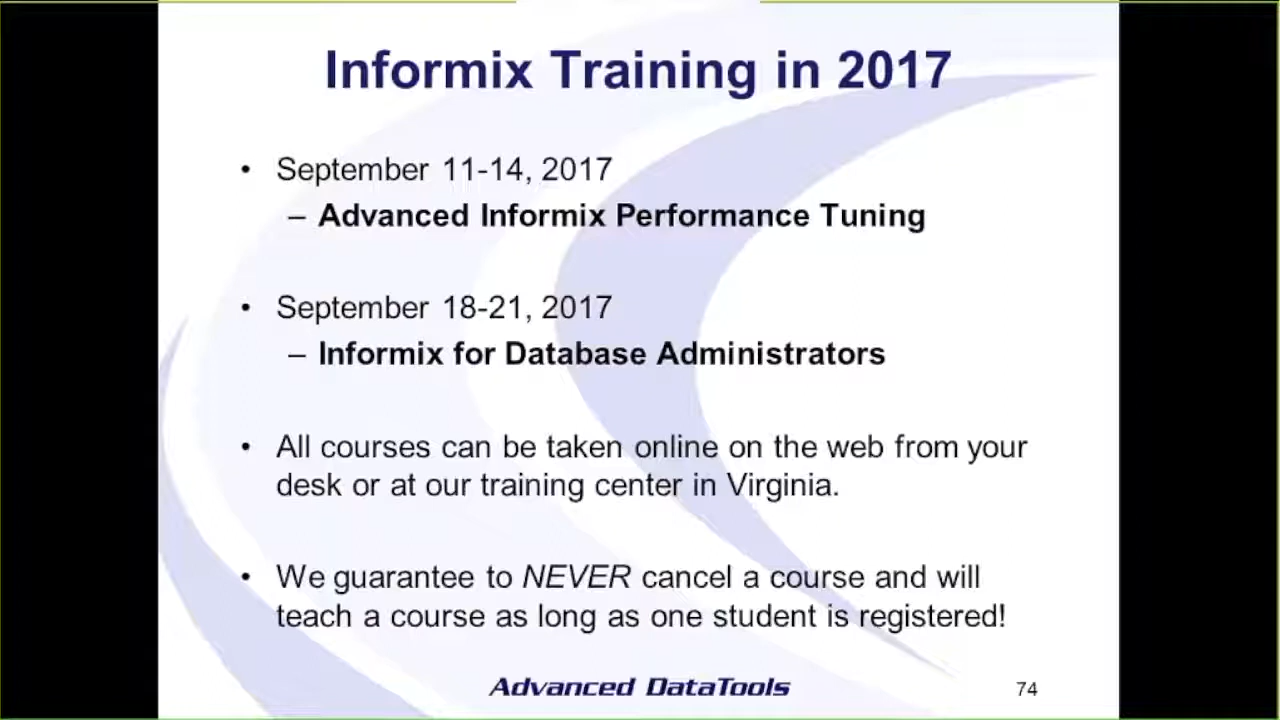 Informix Training in 2017
• September 11-14, 2017
– Advanced Informix Performance Tuning
• September 18-21, 2017
– Informix for Database Administrators
• All courses can be taken online on the web from your
desk or at our training center in Virginia.
• We guarantee to NEVER cancel a course and will
teach a course as long as one student is registered!
Advanced DataTools
74